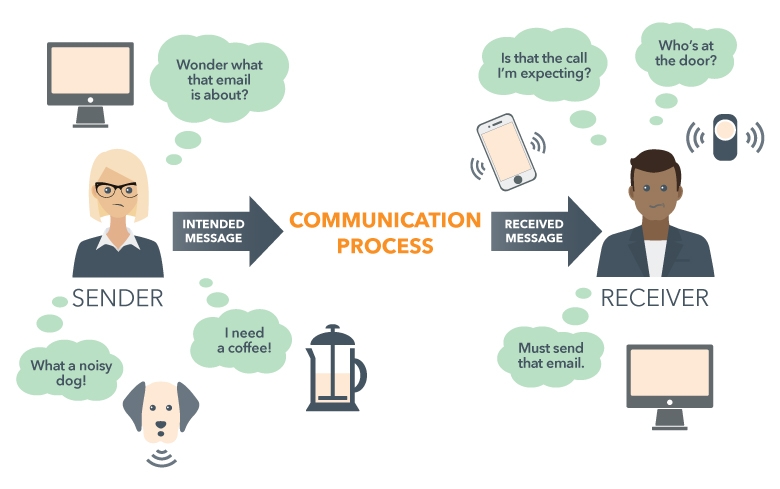 Wonder what
that email
is about?
Is that the call
I'm expecting?
Who's at
the door?
INTENDED
MESSAGE
COMMUNICATION
PROCESS
RECEIVED
MESSAGE
SENDER
RECEIVER
What a noisy
dog!
I need
a coffee!
Must send
that email.